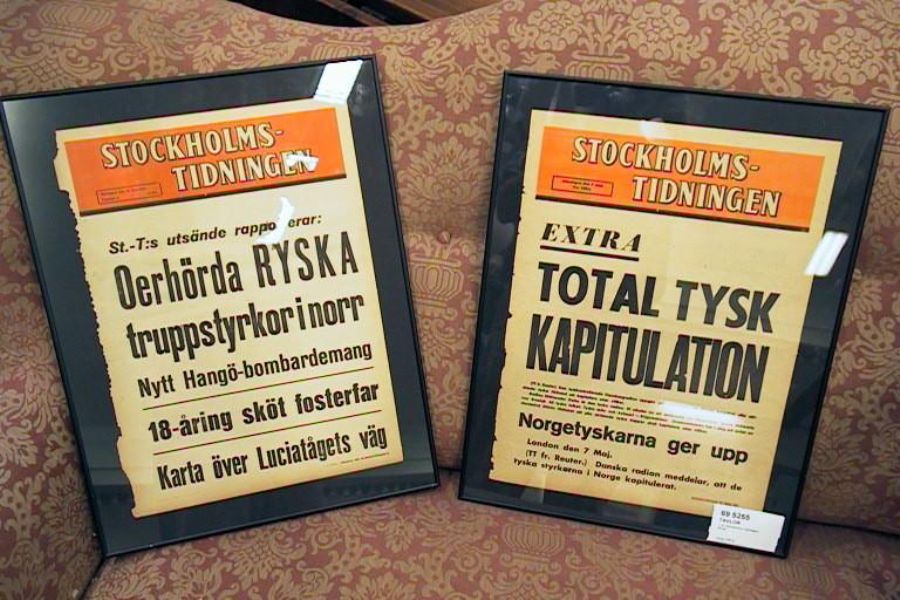 STOCKHOLMS-
TIDNINGEN
St.-T:s utsände rapporterar:
Oerhörda RYSKA
truppstyrkor i norr
Nytt Hangö-bombardemang
18-åring sköt fosterfar
Karta över Luciatågets väg
STOCKHOLMS-
TIDNINGEN
EXTRA
TOTAL TYSK
KAPITULATION
Norgetyskarna ger upp
London den 7 Maj.
(TT fr. Reuter.) Danska radion meddelar, att de
tyska styrkorna i Norge kapitulerat.
69 5255